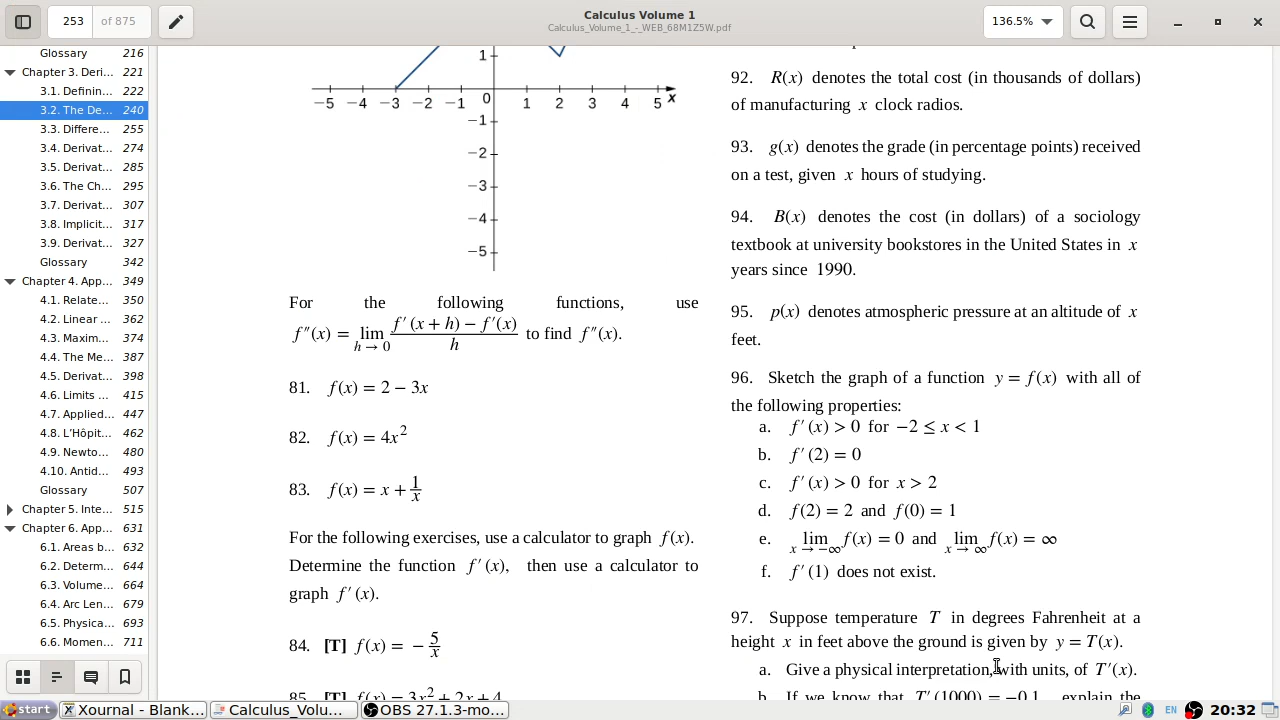 253 of 875
Calculus Volume 1
Calculus_Volume_1_-_WEB_68M1Z5W.pdf
136.5%
Glossary 216
Chapter 3. Deri... 221
3.1. Definin... 222
3.2. The De... 240
3.3. Differe... 255
3.4. Derivat... 274
3.5. Derivat... 285
3.6. The Ch... 295
3.7. Derivat... 307
3.8. Implicit... 317
3.9. Derivat... 327
Glossary 342
Chapter 4. App... 349
4.1. Relate... 350
4.2. Linear ... 362
4.3. Maxim... 374
4.4. The Me... 387
4.5. Derivat... 398
4.6. Limits ... 415
4.7. Applied... 447
4.8. L'Hôpit... 462
4.9. Newto... 480
4.10. Antid... 493
Glossary 507
Chapter 5. Inte... 515
Chapter 6. App... 631
6.1. Areas b... 632
6.2. Determ... 644
6.3. Volume... 664
6.4. Arc Len... 679
6.5. Physica... 693
6.6. Momen... 711
1
−5 −4 −3 −2 −1 0 1 2 3 4 5 x
−1
−2
−3
−4
−5
For the following functions, use
f″(x) = lim h → 0 (f′(x + h) − f′(x))/h to find f″(x).
81. f(x) = 2 − 3x
82. f(x) = 4x²
83. f(x) = x + 1/x
For the following exercises, use a calculator to graph f(x).
Determine the function f′(x), then use a calculator to
graph f′(x).
84. [T] f(x) = − 5/x
85. [T] f(x) = 3x² + 2x + 4
92. R(x) denotes the total cost (in thousands of dollars)
of manufacturing x clock radios.
93. g(x) denotes the grade (in percentage points) received
on a test, given x hours of studying.
94. B(x) denotes the cost (in dollars) of a sociology
textbook at university bookstores in the United States in x
years since 1990.
95. p(x) denotes atmospheric pressure at an altitude of x
feet.
96. Sketch the graph of a function y = f(x) with all of
the following properties:
a. f′(x) > 0 for −2 ≤ x < 1
b. f′(2) = 0
c. f′(x) > 0 for x > 2
d. f(2) = 2 and f(0) = 1
e. lim x → −∞ f(x) = 0 and lim x → ∞ f(x) = ∞
f. f′(1) does not exist.
97. Suppose temperature T in degrees Fahrenheit at a
height x in feet above the ground is given by y = T(x).
a. Give a physical interpretation, with units, of T′(x).
b. If we know that T′(1000) = −0.1, explain the
start
Xournal - Blank...
Calculus_Volu...
OBS 27.1.3-mo...
EN
20:32